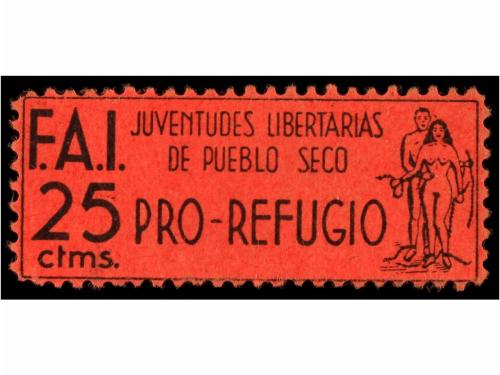 F.A.I.
JUVENTUDES LIBERTARIAS
DE PUEBLO SECO
25
ctms.
PRO-REFUGIO